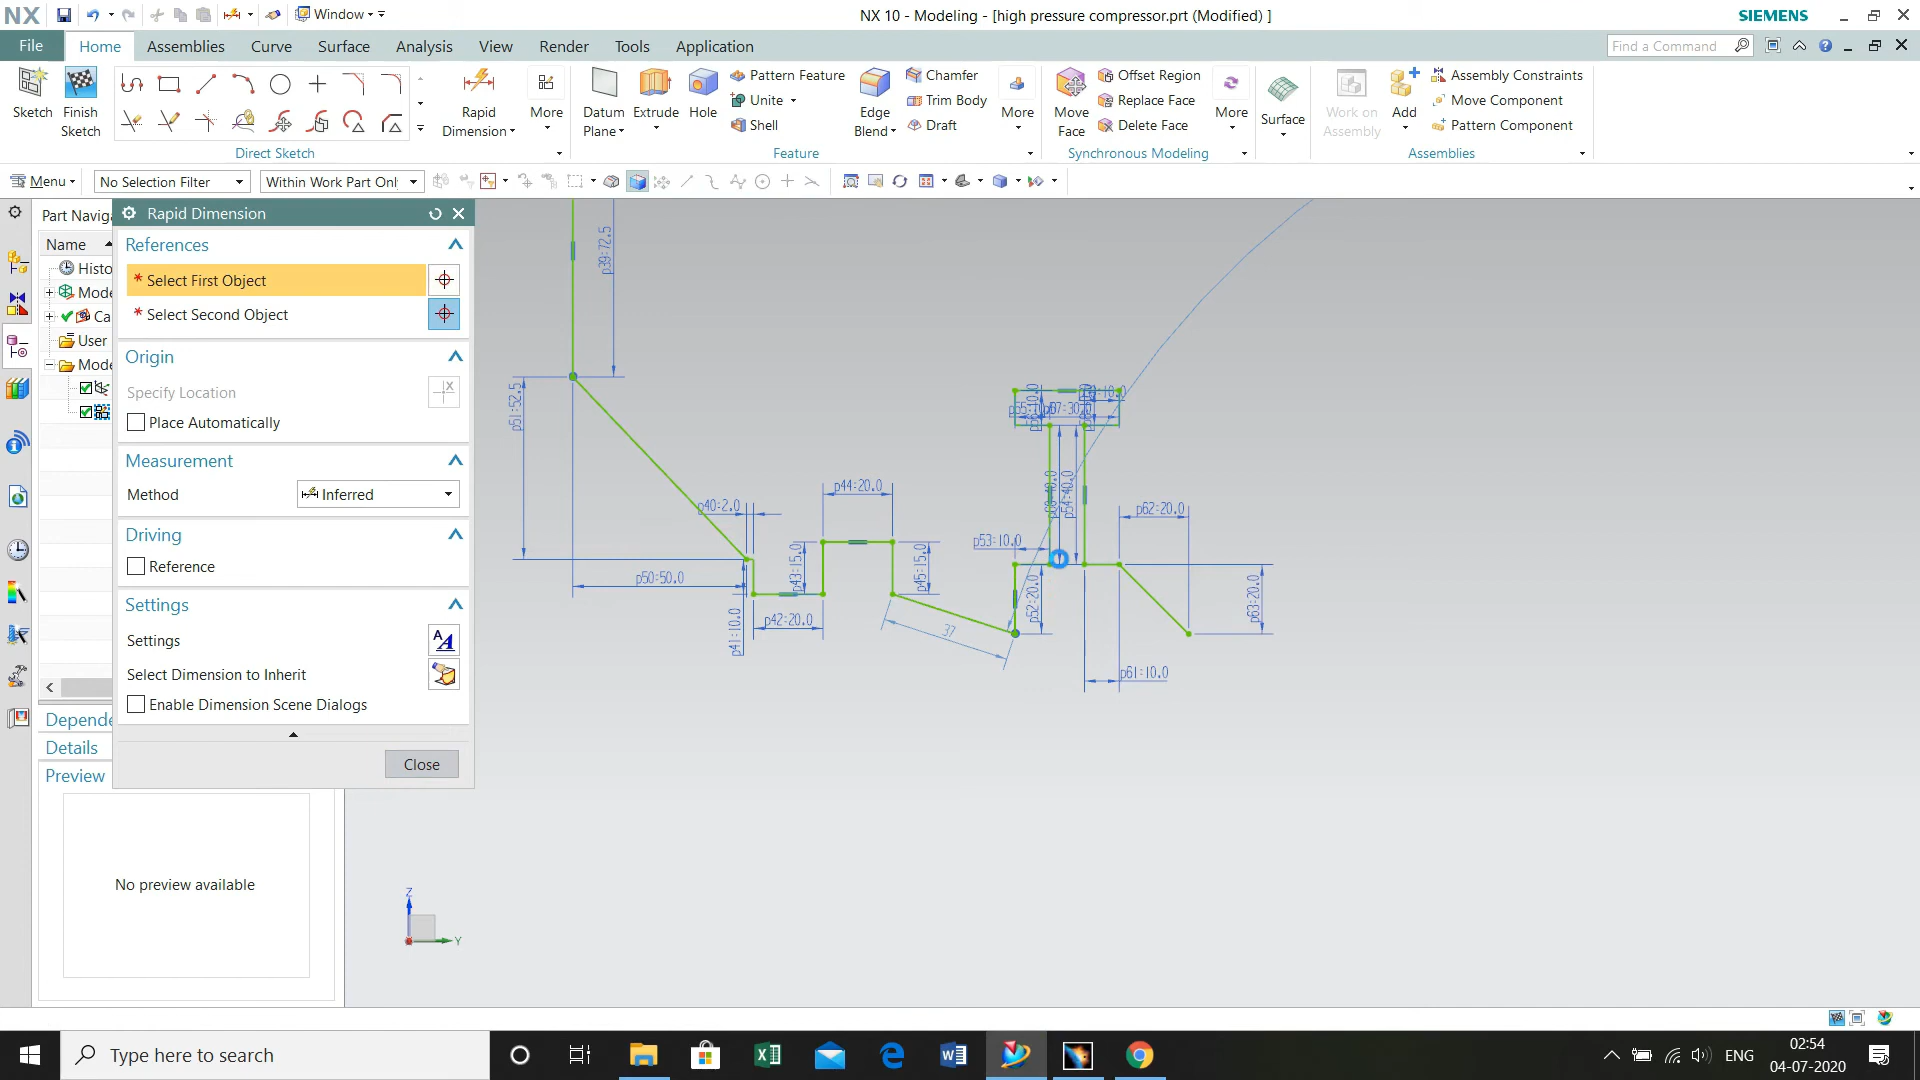 NX
Window
NX 10 - Modeling - [high pressure compressor.prt (Modified) ]
SIEMENS
File
Home
Assemblies
Curve
Surface
Analysis
View
Render
Tools
Application
Find a Command
Sketch
Finish Sketch
Direct Sketch
Rapid Dimension
More
Datum Plane
Extrude
Hole
Pattern Feature
Unite
Shell
Edge Blend
Chamfer
Trim Body
Draft
More
Feature
Move Face
Offset Region
Replace Face
Delete Face
More
Synchronous Modeling
Surface
Work on Assembly
Add
Assembly Constraints
Move Component
Pattern Component
Assemblies
Menu
No Selection Filter
Within Work Part Onl
Part Naviga
Name
Histo
Mode
Ca
User
Mode
Depende
Details
Preview
No preview available
Rapid Dimension
References
* Select First Object
* Select Second Object
Origin
Specify Location
Place Automatically
Measurement
Method
Inferred
Driving
Reference
Settings
Settings
Select Dimension to Inherit
Enable Dimension Scene Dialogs
Close
p39:72.5
p51:52.5
p40:2.0
p44:20.0
p43:15.0
p45:15.0
p50:50.0
p42:20.0
p41:10.0
37
p53:10.0
p52:20.0
p54:40.0
p62:20.0
p63:20.0
p61:10.0
Z
Y
Type here to search
ENG
02:54
04-07-2020